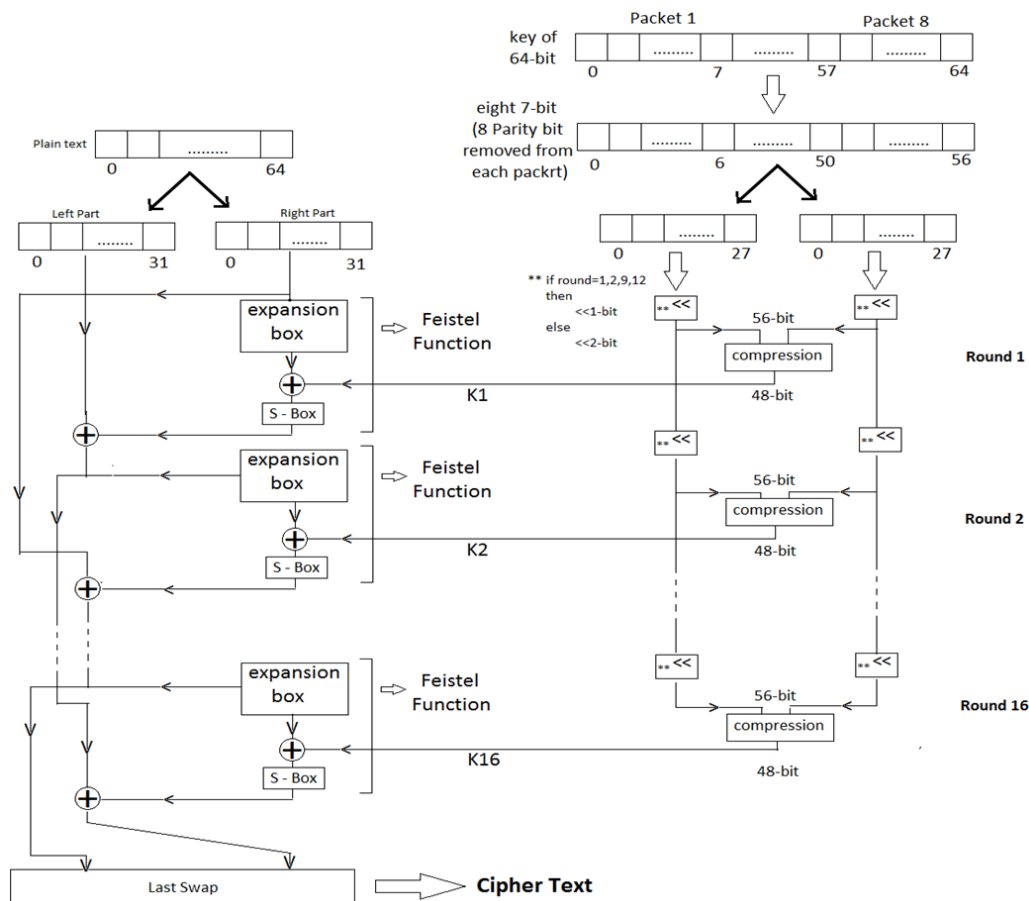 Packet 1 Packet 8
key of
64-bit
.......... .......... ..........
0 7 57 64
eight 7-bit
(8 Parity bit
removed from
each packrt)
.......... .......... ..........
0 6 50 56
Plain text
.........
0 64
Left Part Right Part
........ ........
0 31 0 31
........ ........
0 27 0 27
** if round=1,2,9,12
then
<<1-bit
else
<<2-bit
** << ** <<
expansion
box
Feistel
Function
56-bit
compression
48-bit
Round 1
K1
S - Box
** << ** <<
expansion
box
Feistel
Function
56-bit
compression
48-bit
Round 2
K2
S - Box
** << ** <<
expansion
box
Feistel
Function
56-bit
compression
48-bit
Round 16
K16
S - Box
Last Swap
Cipher Text